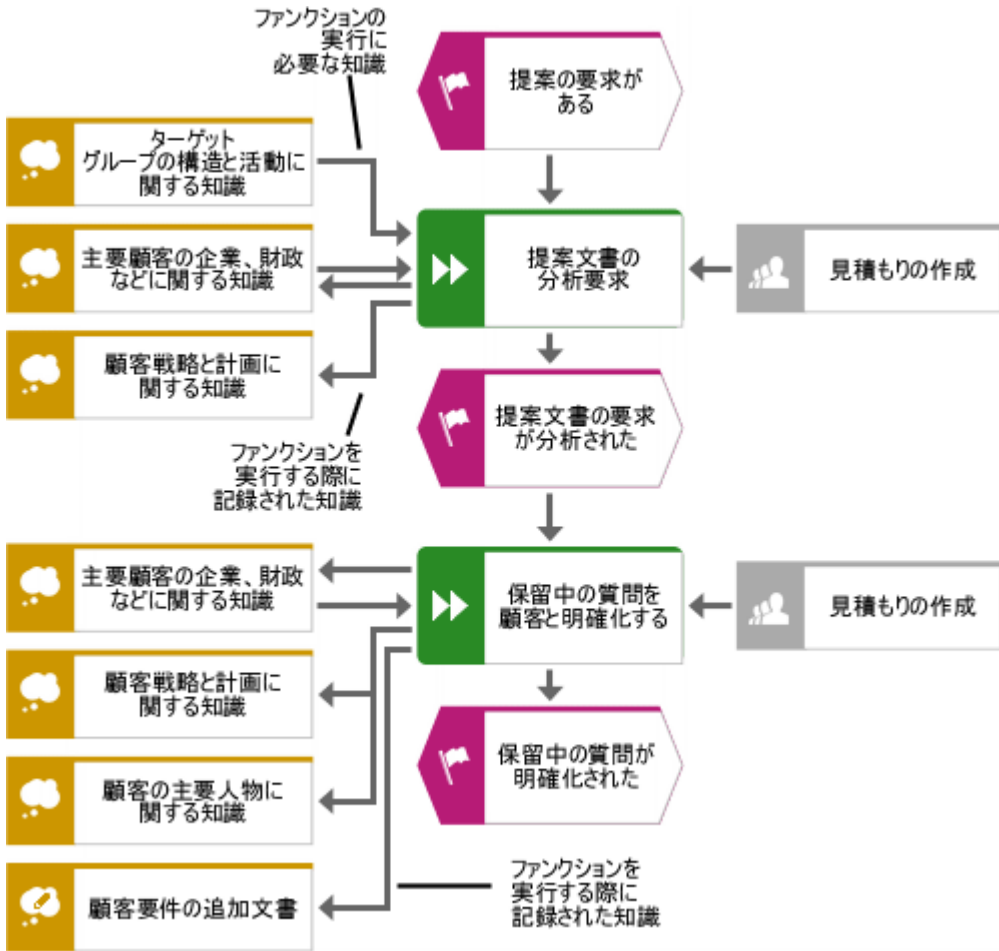 ファンクションの
実行に
必要な知識
提案の要求が
ある
ターゲット
グループの構造と活動に
関する知識
主要顧客の企業、財政
などに関する知識
提案文書の
分析要求
見積もりの作成
顧客戦略と計画に
関する知識
提案文書の要求
が分析された
ファンクションを
実行する際に
記録された知識
主要顧客の企業、財政
などに関する知識
保留中の質問を
顧客と明確化する
見積もりの作成
顧客戦略と計画に
関する知識
保留中の質問が
明確化された
顧客の主要人物に
関する知識
顧客要件の追加文書
ファンクションを
実行する際に
記録された知識